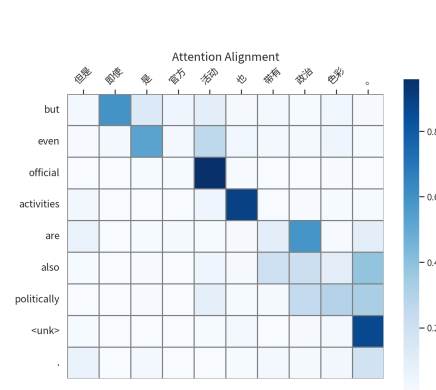 Attention Alignment
但是 即使 是 官方 活动 也 带有 政治 色彩 。
but
even
official
activities
are
also
politically
<unk>
.
0.8
0.6
0.4
0.2